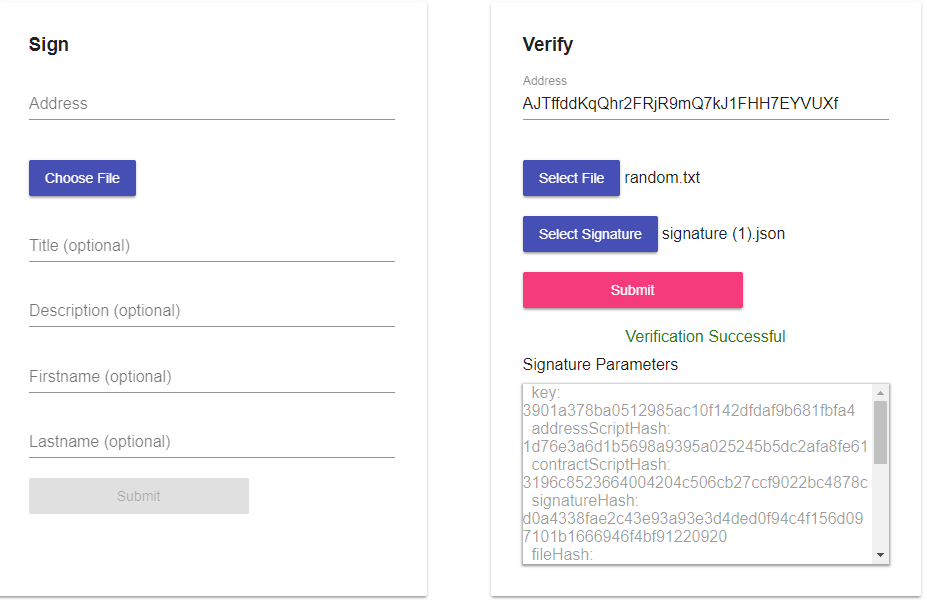 Sign
Address
Choose File
Title (optional)
Description (optional)
Firstname (optional)
Lastname (optional)
Submit
Verify
Address
AJTffddKqQhr2FRjR9mQ7kJ1FHH7EYVUXf
Select File random.txt
Select Signature signature (1).json
Submit
Verification Successful
Signature Parameters
key:
3901a378ba0512985ac10f142dfdaf9b681fbfa4
addressScriptHash:
1d76e3a6d1b5698a9395a025245b5dc2afa8fe61
contractScriptHash:
3196c8523664004204c506cb27ccf9022bc4878c
signatureHash:
d0a4338fae2c43e93a93e3d4ded0f94c4f156d09
7101b1666946f4bf91220920
fileHash: